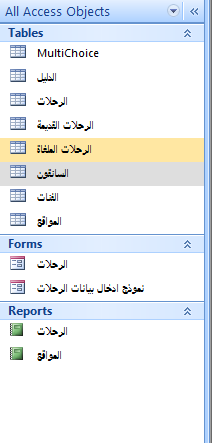 All Access Objects
Tables
MultiChoice
الدليل
الرحلات
الرحلات القديمة
الرحلات الملغاة
السائقون
الفئات
المواقع
Forms
الرحلات
نموذج ادخال بيانات الرحلات
Reports
الرحلات
المواقع